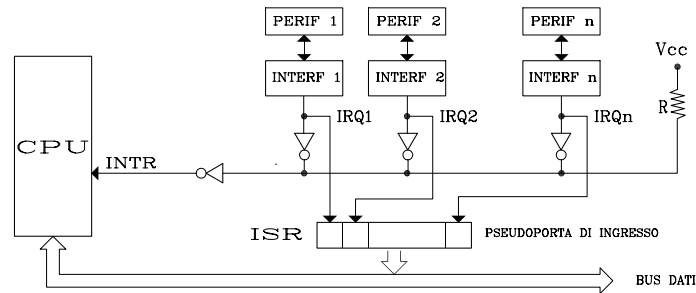 PERIF 1
PERIF 2
PERIF n
INTERF 1
INTERF 2
INTERF n
Vcc
R
IRQ1
IRQ2
IRQn
CPU
INTR
ISR
PSEUDOPORTA DI INGRESSO
BUS DATI